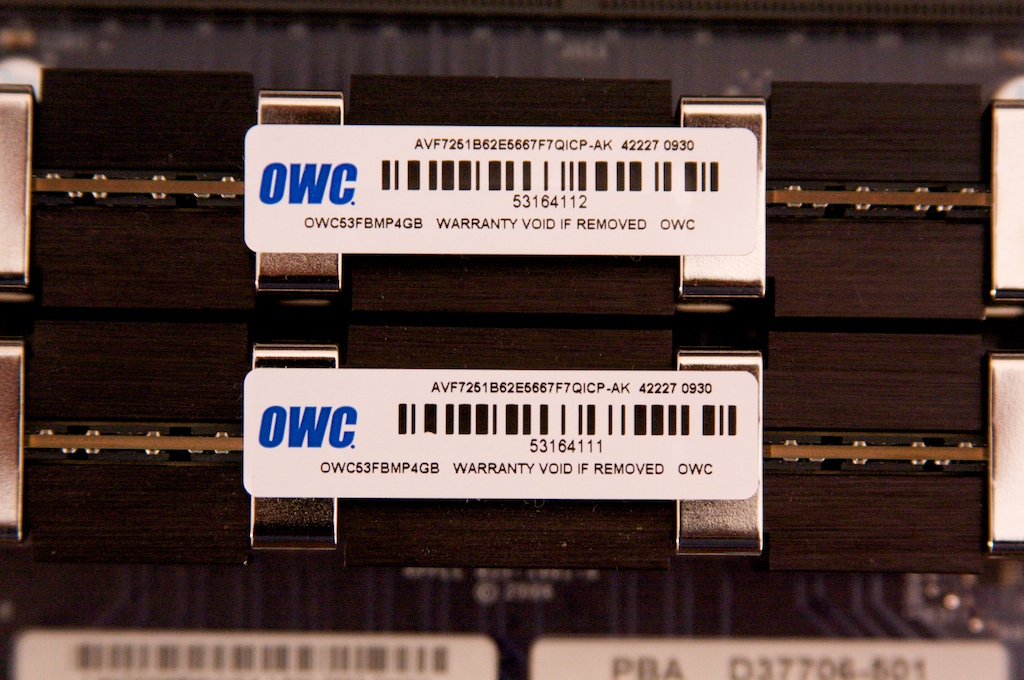 AVF7251B62E5667F7QICP-AK 42227 0930
OWC
53164112
OWC53FBMP4GB WARRANTY VOID IF REMOVED OWC
AVF7251B62E5667F7QICP-AK 42227 0930
OWC
53164111
OWC53FBMP4GB WARRANTY VOID IF REMOVED OWC
PBA D37706-501